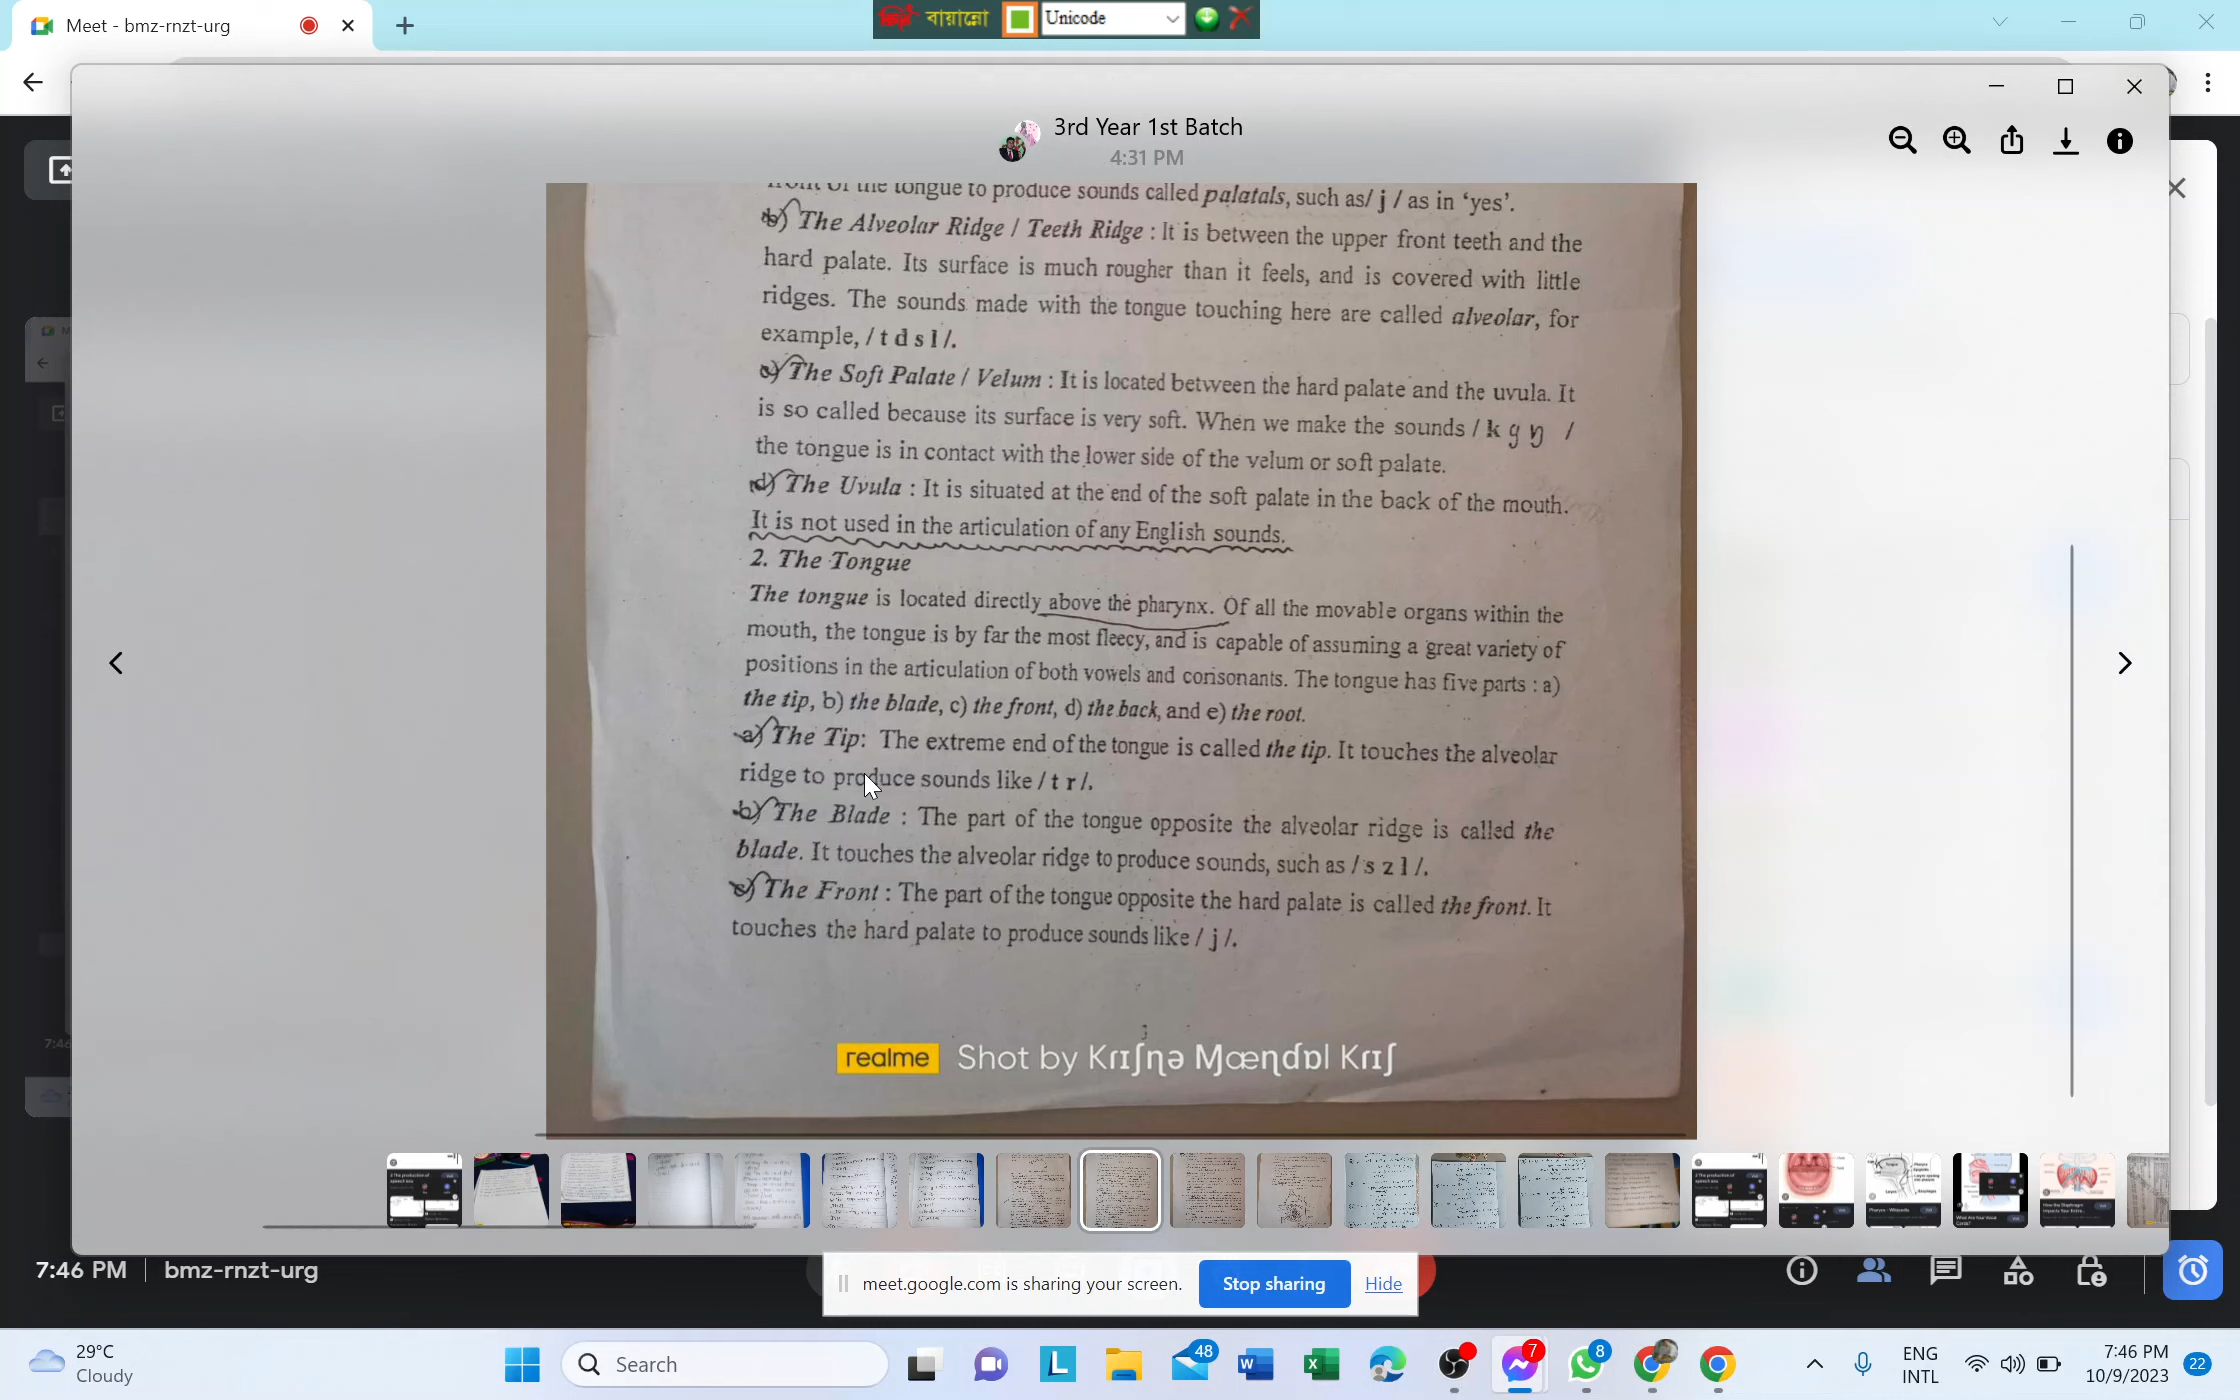 Meet - bmz-rnzt-urg
বায়ান্নো
Unicode
3rd Year 1st Batch
4:31 PM
front of the tongue to produce sounds called palatals, such as/ j / as in ‘yes’.
b) The Alveolar Ridge / Teeth Ridge : It is between the upper front teeth and the
hard palate. Its surface is much rougher than it feels, and is covered with little
ridges. The sounds made with the tongue touching here are called alveolar, for
example, / t d s l /.
c) The Soft Palate / Velum : It is located between the hard palate and the uvula. It
is so called because its surface is very soft. When we make the sounds / k g ŋ /
the tongue is in contact with the lower side of the velum or soft palate.
d) The Uvula : It is situated at the end of the soft palate in the back of the mouth.
It is not used in the articulation of any English sounds.
2. The Tongue
The tongue is located directly above the pharynx. Of all the movable organs within the
mouth, the tongue is by far the most fleecy, and is capable of assuming a great variety of
positions in the articulation of both vowels and consonants. The tongue has five parts : a)
the tip, b) the blade, c) the front, d) the back, and e) the root.
a) The Tip: The extreme end of the tongue is called the tip. It touches the alveolar
ridge to produce sounds like / t r /.
b) The Blade : The part of the tongue opposite the alveolar ridge is called the
blade. It touches the alveolar ridge to produce sounds, such as / s z l /.
c) The Front : The part of the tongue opposite the hard palate is called the front. It
touches the hard palate to produce sounds like / j /.
3
realme Shot by Krɪʃɳə Ɱæɳɗɒl Krɪʃ
7:46 PM bmz-rnzt-urg
meet.google.com is sharing your screen. Stop sharing Hide
29°C
Cloudy
Search
48
7
8
ENG
INTL
7:46 PM
10/9/2023
22